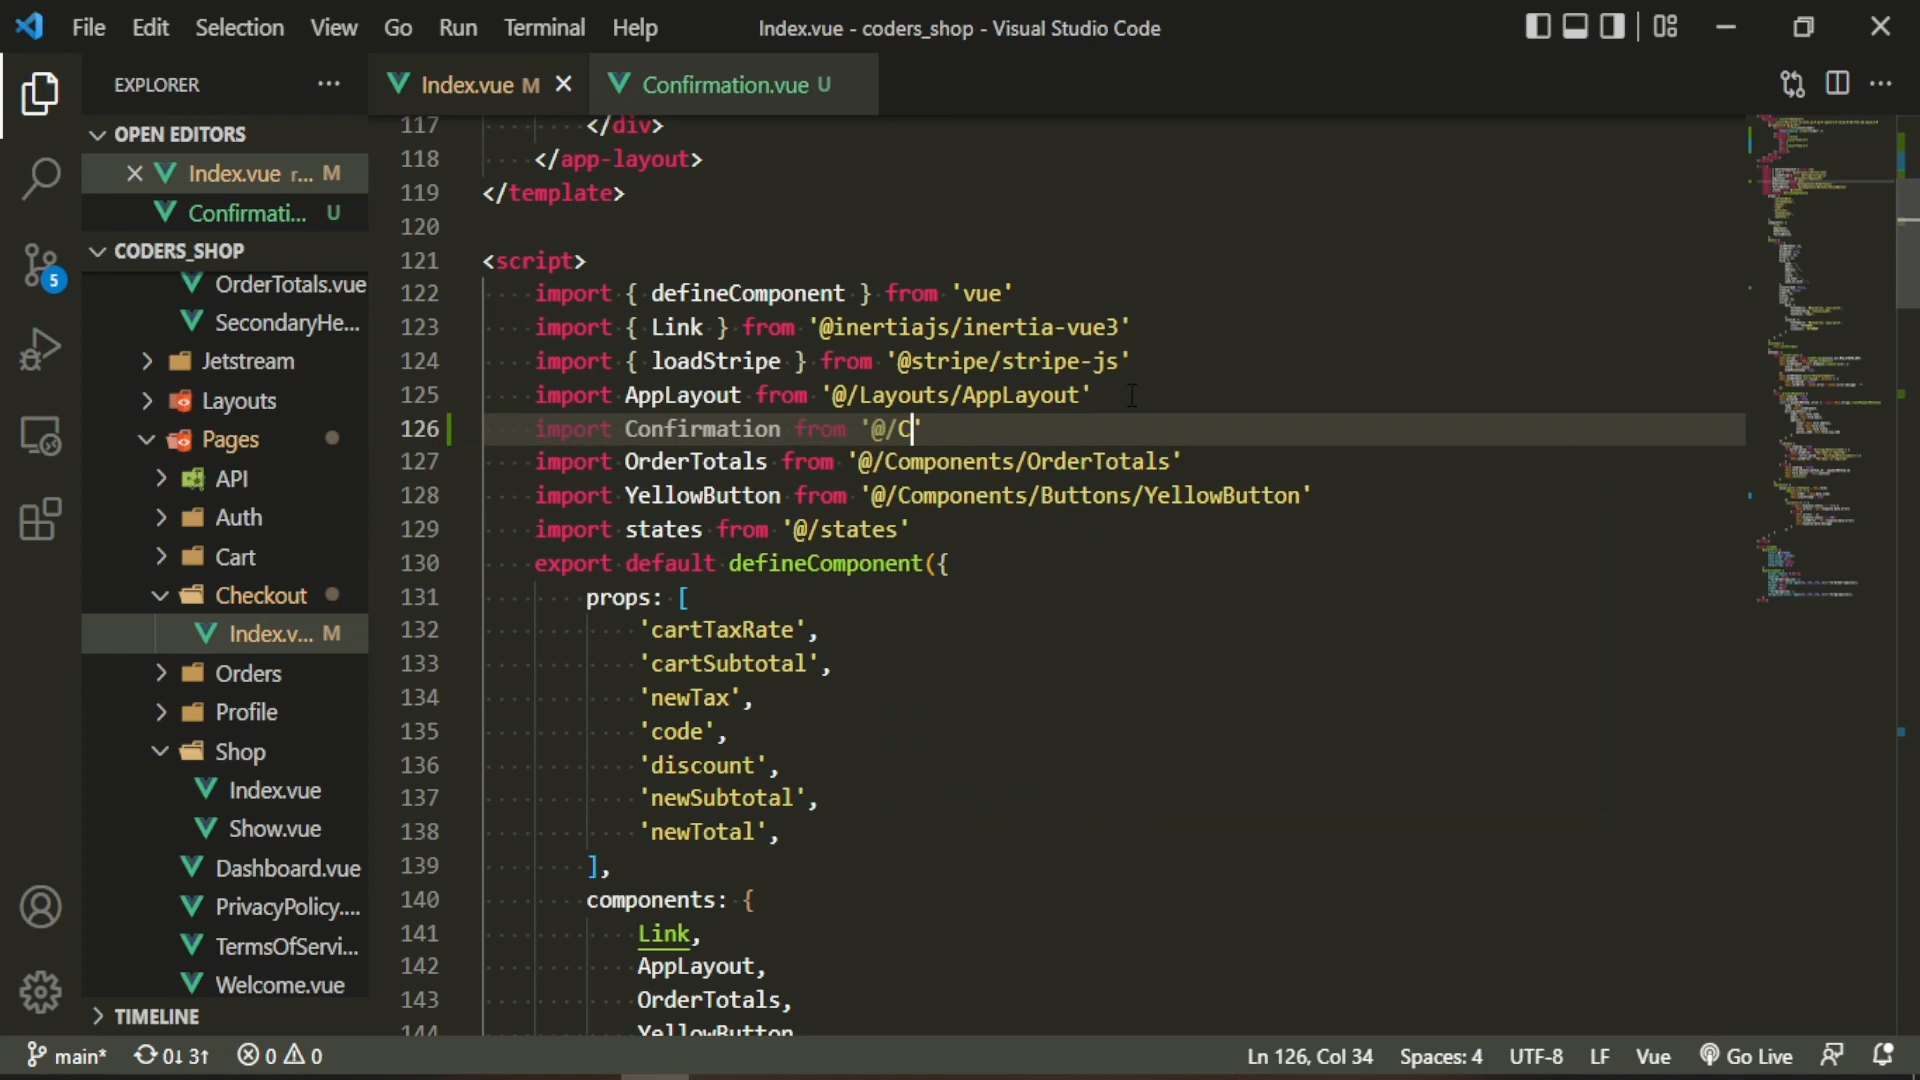 File Edit Selection View Go Run Terminal Help Index.vue - coders_shop - Visual Studio Code
EXPLORER
OPEN EDITORS
Index.vue r... M
Confirmati... U
CODERS_SHOP
OrderTotals.vue
SecondaryHe...
Jetstream
Layouts
Pages
API
Auth
Cart
Checkout
Index.v... M
Orders
Profile
Shop
Index.vue
Show.vue
Dashboard.vue
PrivacyPolicy....
TermsOfServi...
Welcome.vue
TIMELINE
5
Index.vue M
Confirmation.vue U
117 </div>
118 </app-layout>
119 </template>
120
121 <script>
122 import { defineComponent } from 'vue'
123 import { Link } from '@inertiajs/inertia-vue3'
124 import { loadStripe } from '@stripe/stripe-js'
125 import AppLayout from '@/Layouts/AppLayout'
126 import Confirmation from '@/C'
127 import OrderTotals from '@/Components/OrderTotals'
128 import YellowButton from '@/Components/Buttons/YellowButton'
129 import states from '@/states'
130 export default defineComponent({
131 props: [
132 'cartTaxRate',
133 'cartSubtotal',
134 'newTax',
135 'code',
136 'discount',
137 'newSubtotal',
138 'newTotal',
139 ],
140 components: {
141 Link,
142 AppLayout,
143 OrderTotals,
144 YellowButton
main* 0↓ 3↑ 0 0 Ln 126, Col 34 Spaces: 4 UTF-8 LF Vue Go Live